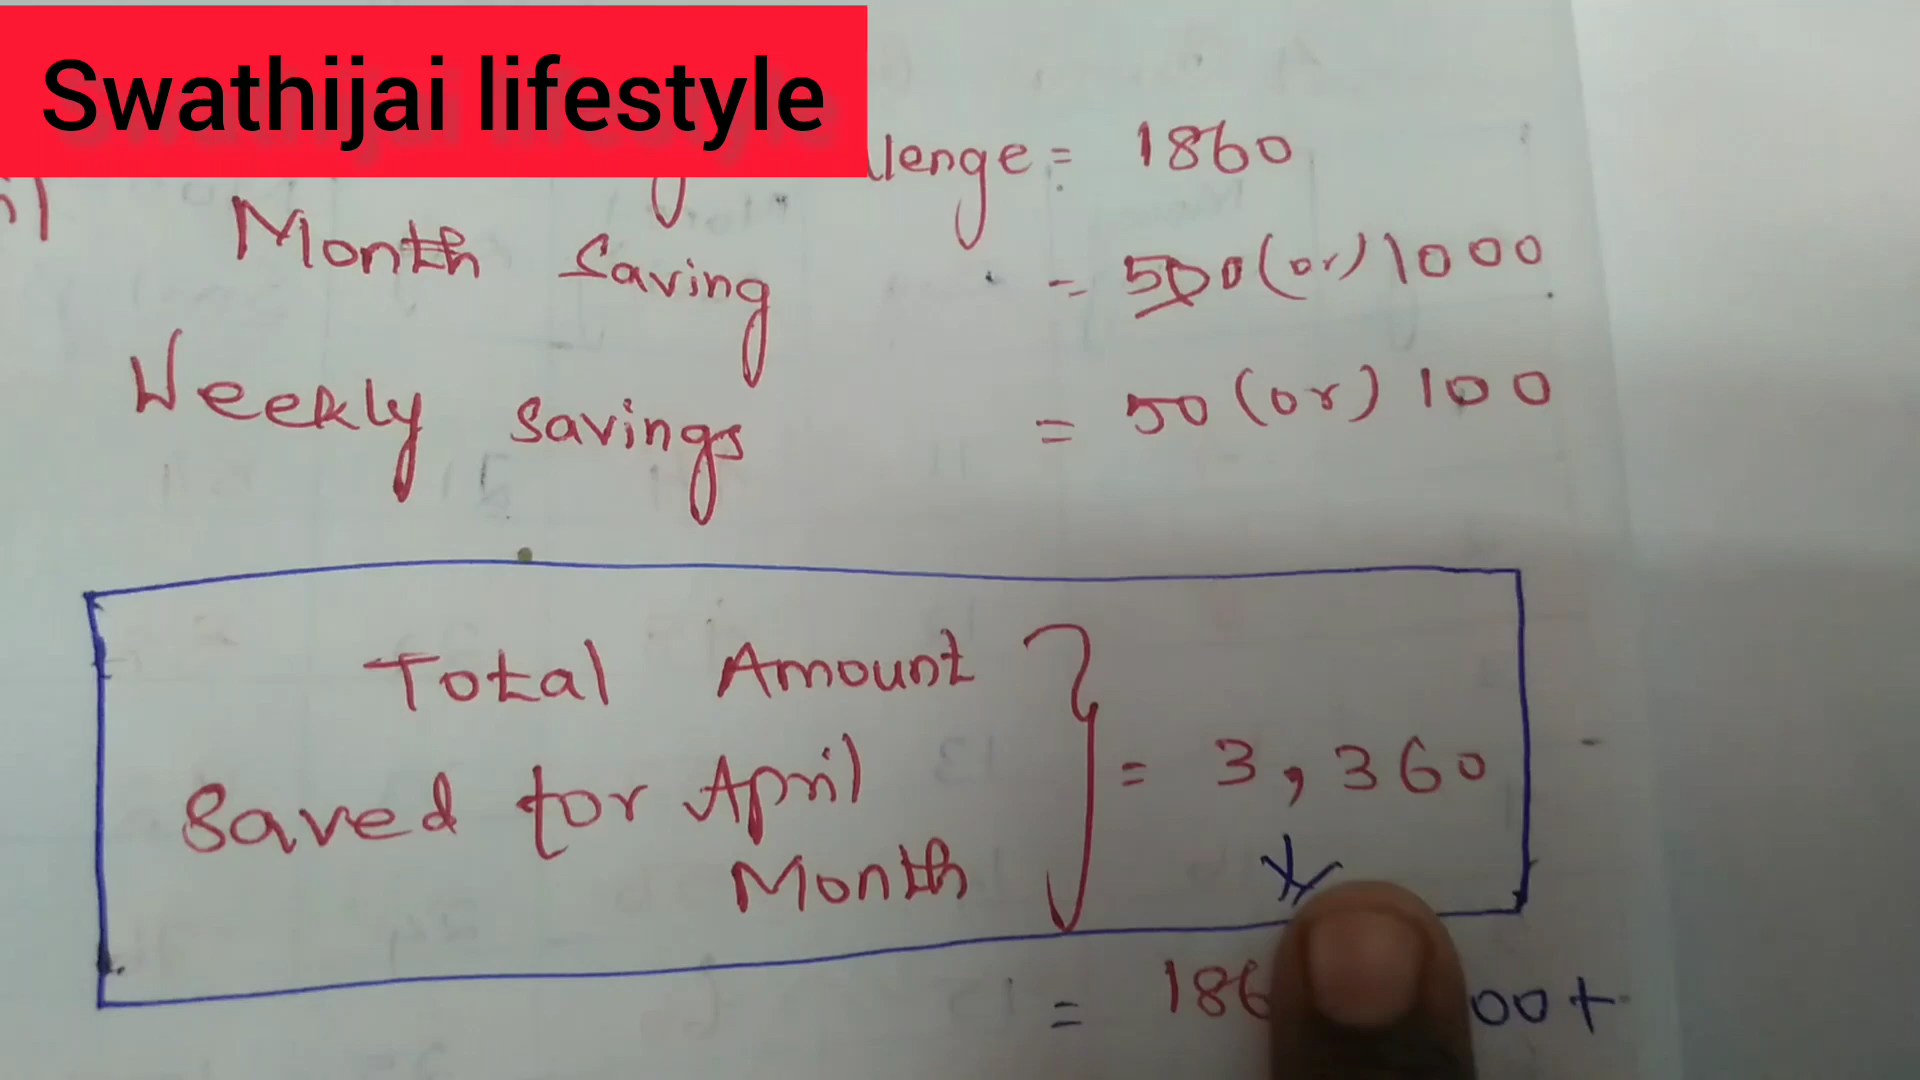 Swathijai lifestyle
llenge = 1860
Month Saving = 500 (or) 1000
Weekly savings = 50 (or) 100
Total Amount
Saved for April = 3,360
Month
= 186 00+